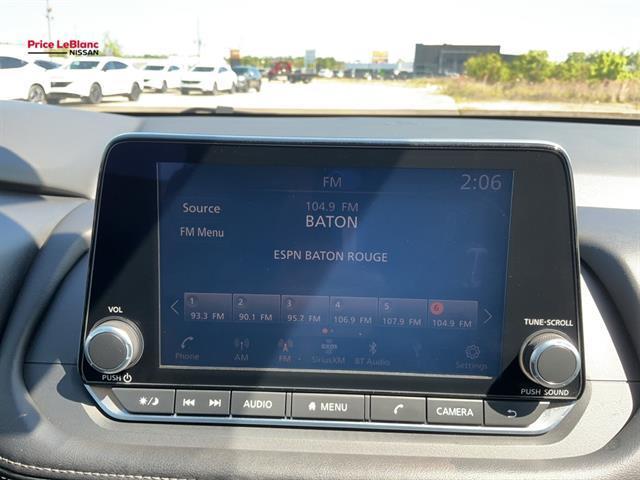 Price LeBlanc
NISSAN
FM
2:06
Source
104.9 FM
BATON
FM Menu
ESPN BATON ROUGE
1 2 3 4 5 6
93.3 FM 90.1 FM 95.7 FM 106.9 FM 107.9 FM 104.9 FM
Phone AM FM SiriusXM BT Audio Settings
VOL
PUSH
TUNE·SCROLL
PUSH SOUND
AUDIO MENU CAMERA